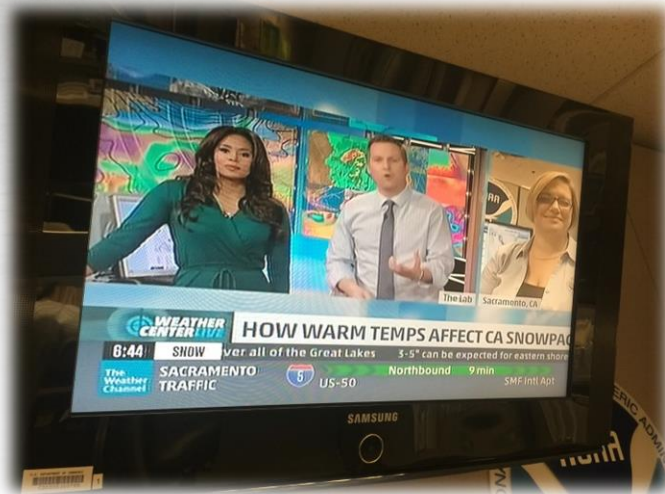 The Lab
Sacramento, CA
WEATHER
CENTER LIVE
HOW WARM TEMPS AFFECT CA SNOWPAC
6:44 SNOW ver all of the Great Lakes 3-5" can be expected for eastern shore
The
Weather
Channel
SACRAMENTO
TRAFFIC
5
US-50
Northbound 9 min
SMF Intl Apt
SAMSUNG
NOAA